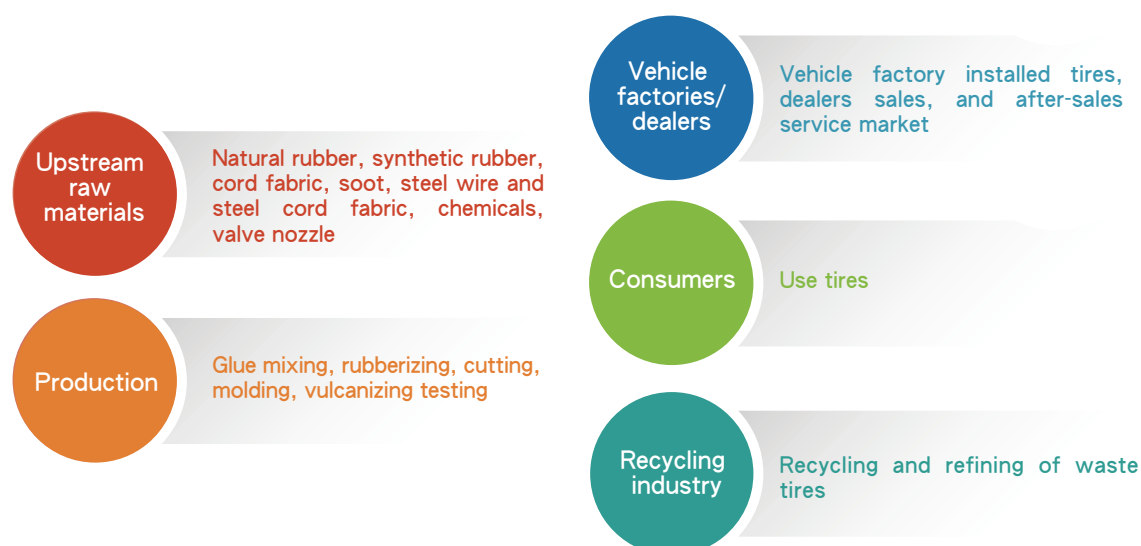 Upstream
raw
materials
Natural rubber, synthetic rubber,
cord fabric, soot, steel wire and
steel cord fabric, chemicals,
valve nozzle
Production
Glue mixing, rubberizing, cutting,
molding, vulcanizing testing
Vehicle
factories/
dealers
Vehicle factory installed tires,
dealers sales, and after-sales
service market
Consumers
Use tires
Recycling
industry
Recycling and refining of waste
tires